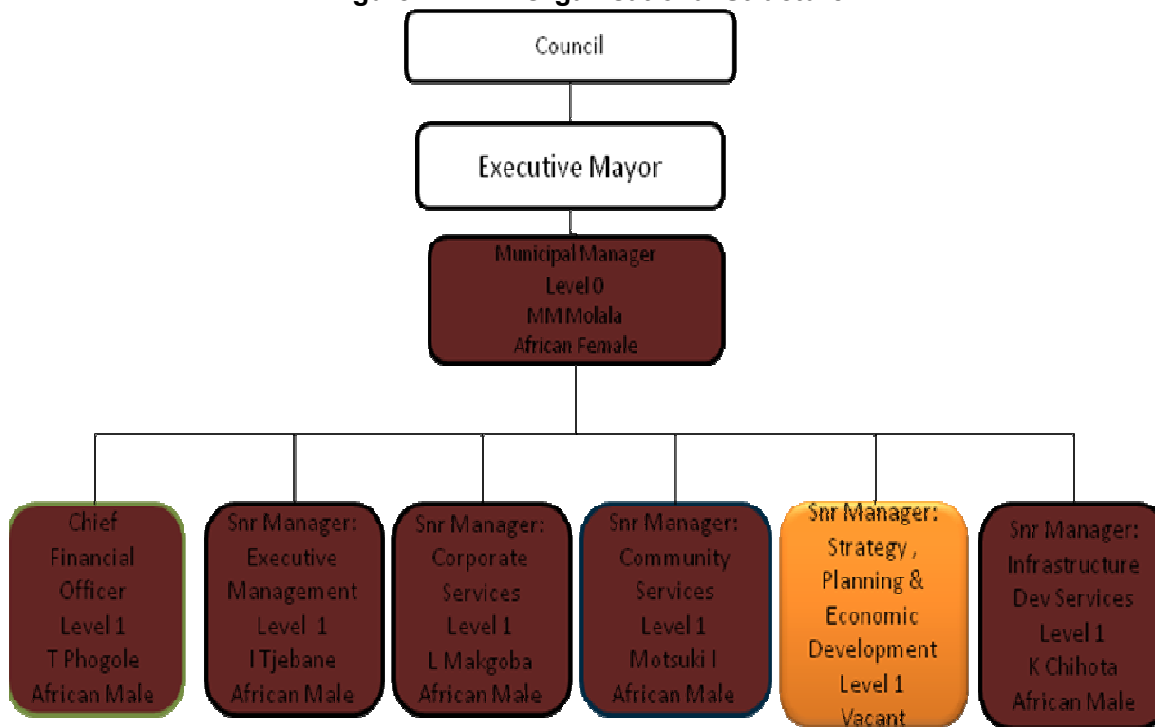 Council
Executive Mayor
Municipal Manager
Level 0
MM Molala
African Female
Chief
Financial
Officer
Level 1
T Phogole
African Male
Snr Manager:
Executive
Management
Level 1
I Tjebane
African Male
Snr Manager:
Corporate
Services
Level 1
L Makgoba
African Male
Snr Manager:
Community
Services
Level 1
Motsuki I
African Male
Snr Manager:
Strategy ,
Planning &
Economic
Development
Level 1
Vacant
Snr Manager:
Infrastructure
Dev Services
Level 1
K Chihota
African Male